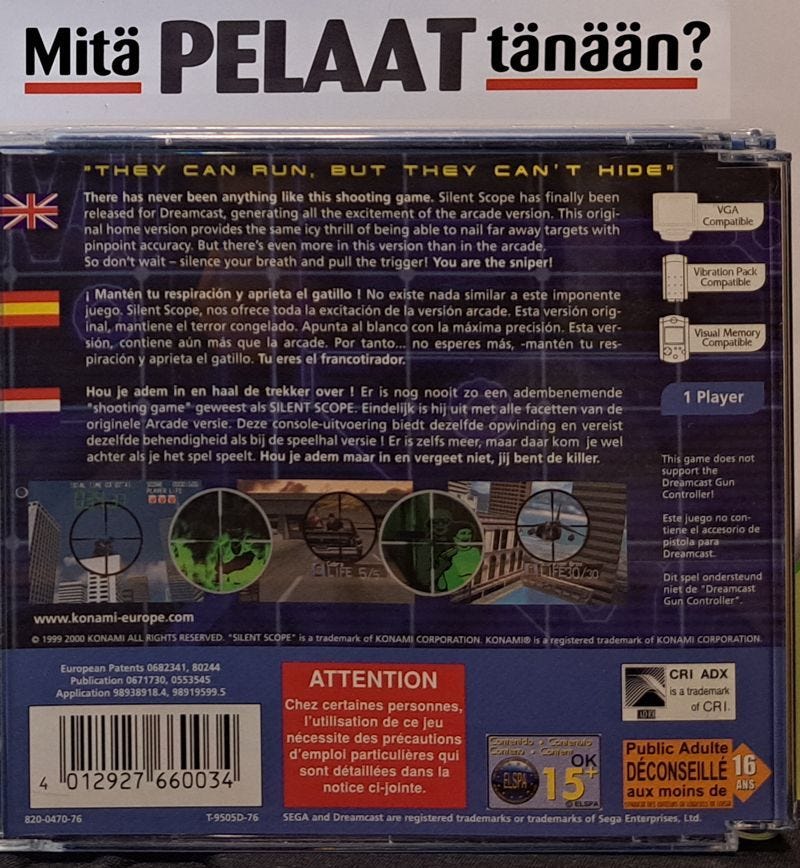 Mitä PELAAT tänään?
"THEY CAN RUN, BUT THEY CAN'T HIDE"
There has never been anything like this shooting game. Silent Scope has finally been
released for Dreamcast, generating all the excitement of the arcade version. This origi-
nal home version provides the same icy thrill of being able to nail far away targets with
pinpoint accuracy. But there's even more in this version than in the arcade.
So don't wait – silence your breath and pull the trigger! You are the sniper!
¡ Mantén tu respiración y aprieta el gatillo ! No existe nada similar a este imponente
juego. Silent Scope, nos ofrece toda la excitación de la versión arcade. Esta versión orig-
inal, mantiene el terror congelado. Apunta al blanco con la máxima precisión. Esta ver-
sión, contiene aún más que la arcade. Por tanto... no esperes más, -mantén tu res-
piración y aprieta el gatillo. Tu eres el francotirador.
Hou je adem in en haal de trekker over ! Er is nog nooit zo een adembenemende
"shooting game" geweest als SILENT SCOPE. Eindelijk is hij uit met alle facetten van de
originele Arcade versie. Deze console-uitvoering biedt dezelfde opwinding en vereist
dezelfde behendigheid als bij de speelhal versie ! Er is zelfs meer, maar daar kom je wel
achter als je het spel speelt. Hou je adem maar in en vergeet niet, jij bent de killer.
VGA
Compatible
Vibration Pack
Compatible
Visual Memory
Compatible
1 Player
This game does not
support the
Dreamcast Gun
Controller!
Este juego no con-
tiene el accesorio de
pistola para
Dreamcast.
Dit spel ondersteund
niet de "Dreamcast
Gun Controller".
LIFE 5/5
LIFE 30/30
www.konami-europe.com
© 1999 2000 KONAMI ALL RIGHTS RESERVED. "SILENT SCOPE" is a trademark of KONAMI CORPORATION. KONAMI® is a registered trademark of KONAMI CORPORATION.
European Patents 0682341, 80244
Publication 0671730, 0553545
Application 98938918.4, 98919599.5
4 012927 660034
820-0470-76
T-9505D-76
ATTENTION
Chez certaines personnes,
l'utilisation de ce jeu
nécessite des précautions
d'emploi particulières qui
sont détaillées dans la
notice ci-jointe.
CRI ADX
is a trademark
of CRI.
ADX
Contenido • Contenuto
Conteno • Content
ELSPA
OK
15+
© ELSPA
Public Adulte
DÉCONSEILLÉ
aux moins de
16
ANS
SEGA and Dreamcast are registered trademarks or trademarks of Sega Enterprises, Ltd.